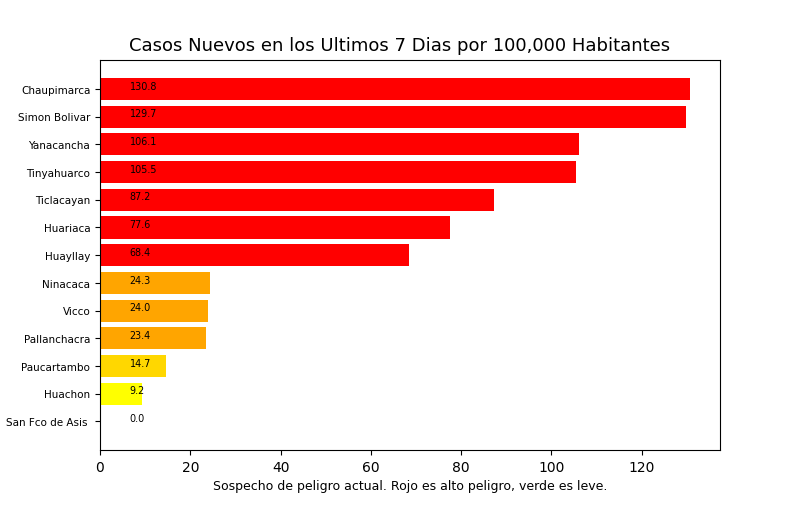 Casos Nuevos en los Ultimos 7 Dias por 100,000 Habitantes
Chaupimarca 130.8
Simon Bolivar 129.7
Yanacancha 106.1
Tinyahuarco 105.5
Ticlacayan 87.2
Huariaca 77.6
Huayllay 68.4
Ninacaca 24.3
Vicco 24.0
Pallanchacra 23.4
Paucartambo 14.7
Huachon 9.2
San Fco de Asis 0.0
0 20 40 60 80 100 120
Sospecho de peligro actual. Rojo es alto peligro, verde es leve.